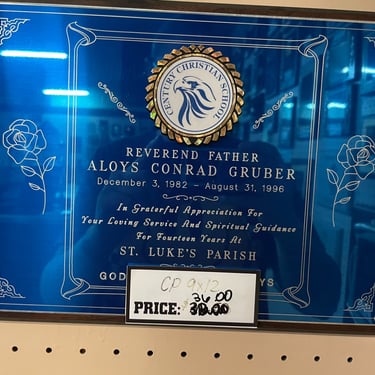 CENTURY CHRISTIAN SCHOOL
REVEREND FATHER
ALOYS CONRAD GRUBER
December 3, 1982 – August 31, 1996
In Grateful Appreciation For
Your Loving Service And Spiritual Guidance
For Fourteen Years At
ST. LUKE'S PARISH
GOD
YS
CP 9x12
36.00
PRICE: